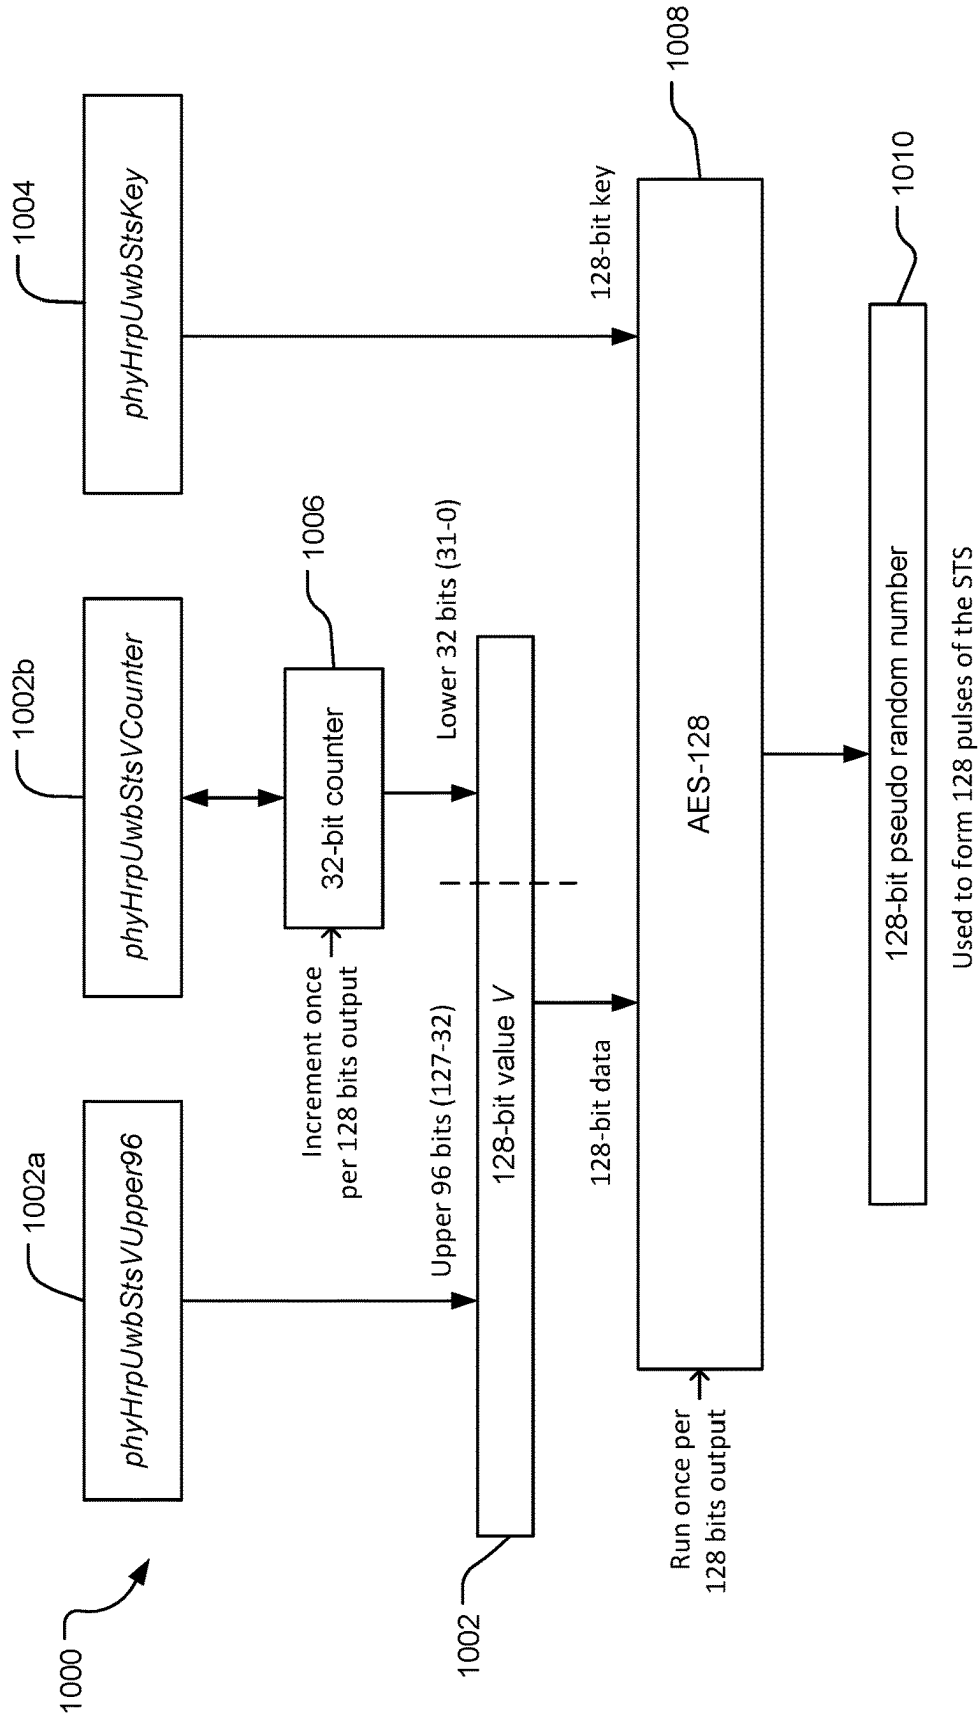 1000
1002a
phyHrpUwbStsVUpper96
1002b
phyHrpUwbStsVCounter
1004
phyHrpUwbStsKey
Increment once
per 128 bits output
32-bit counter
1006
Upper 96 bits (127-32)
Lower 32 bits (31-0)
1002
128-bit value V
128-bit data
128-bit key
Run once per
128 bits output
AES-128
1008
128-bit pseudo random number
1010
Used to form 128 pulses of the STS